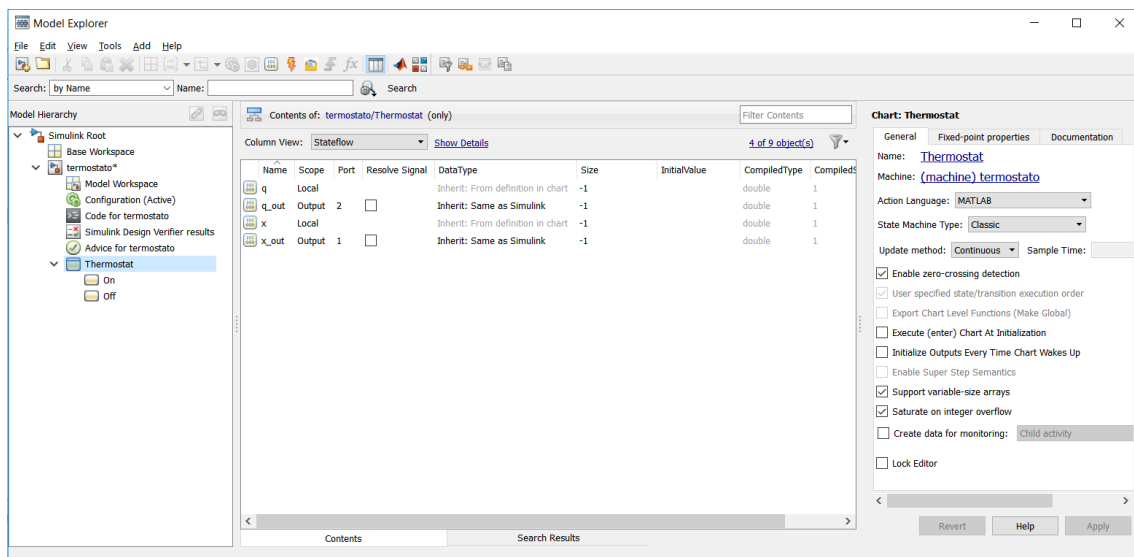 Model Explorer
File Edit View Tools Add Help
Search: by Name Name: Search
Model Hierarchy
Simulink Root
Base Workspace
termostato*
Model Workspace
Configuration (Active)
Code for termostato
Simulink Design Verifier results
Advice for termostato
Thermostat
On
Off
Contents of: termostato/Thermostat (only) Filter Contents
Column View: Stateflow Show Details 4 of 9 object(s)
Name Scope Port Resolve Signal DataType Size InitialValue CompiledType CompiledS
q Local Inherit: From definition in chart -1 double 1
q_out Output 2 Inherit: Same as Simulink -1 double 1
x Local Inherit: From definition in chart -1 double 1
x_out Output 1 Inherit: Same as Simulink -1 double 1
Contents Search Results
Chart: Thermostat
General Fixed-point properties Documentation
Name: Thermostat
Machine: (machine) termostato
Action Language: MATLAB
State Machine Type: Classic
Update method: Continuous Sample Time:
Enable zero-crossing detection
User specified state/transition execution order
Export Chart Level Functions (Make Global)
Execute (enter) Chart At Initialization
Initialize Outputs Every Time Chart Wakes Up
Enable Super Step Semantics
Support variable-size arrays
Saturate on integer overflow
Create data for monitoring: Child activity
Lock Editor
Revert Help Apply